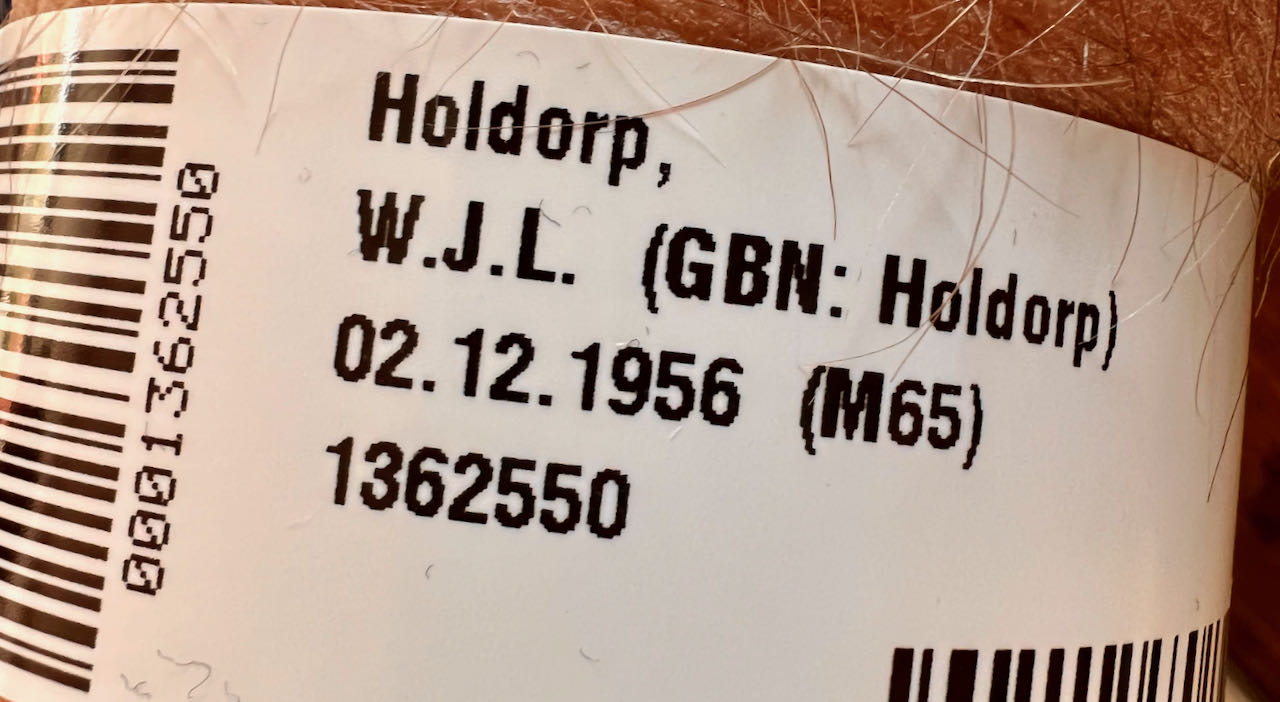 Holdorp,
W.J.L. (GBN: Holdorp)
02.12.1956 (M65)
1362550
0001362550